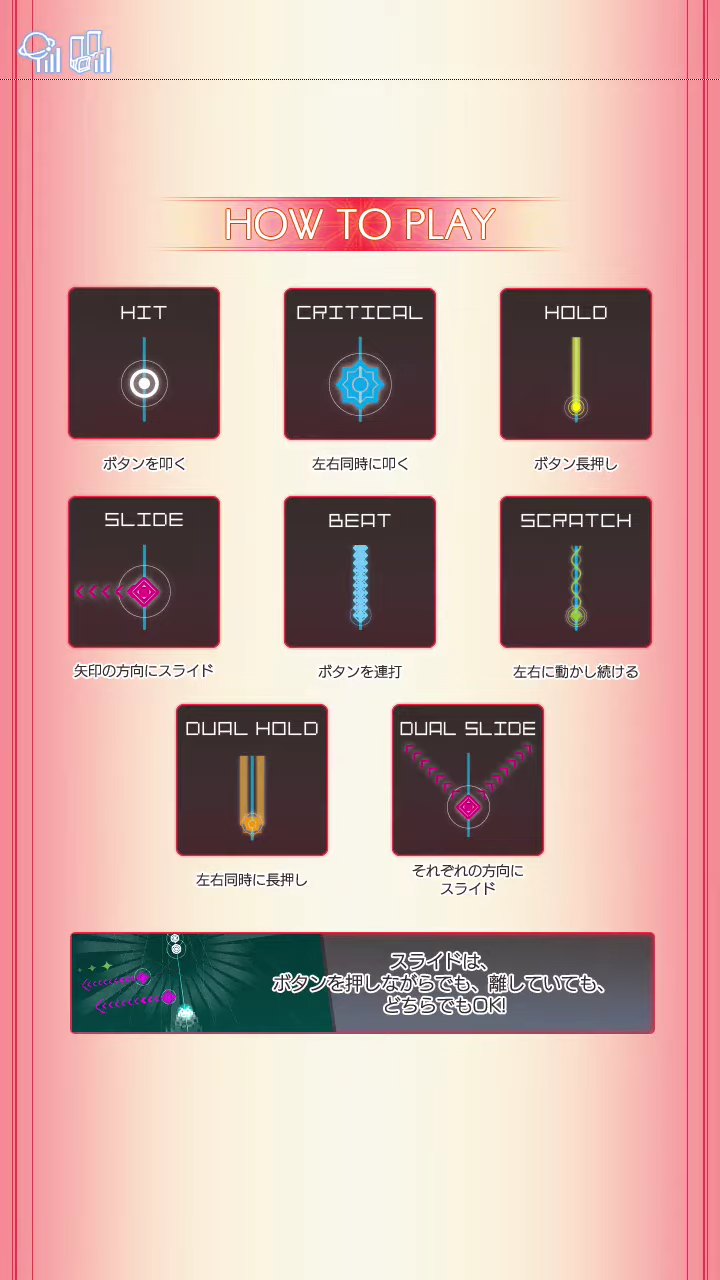 HOW TO PLAY
HIT
CRITICAL
HOLD
ボタンを叩く
左右同時に叩く
ボタン長押し
SLIDE
BEAT
SCRATCH
矢印の方向にスライド
ボタンを連打
左右に動かし続ける
DUAL HOLD
DUAL SLIDE
左右同時に長押し
それぞれの方向に
スライド
スライドは、
ボタンを押しながらでも、離していても、
どちらでもOK!